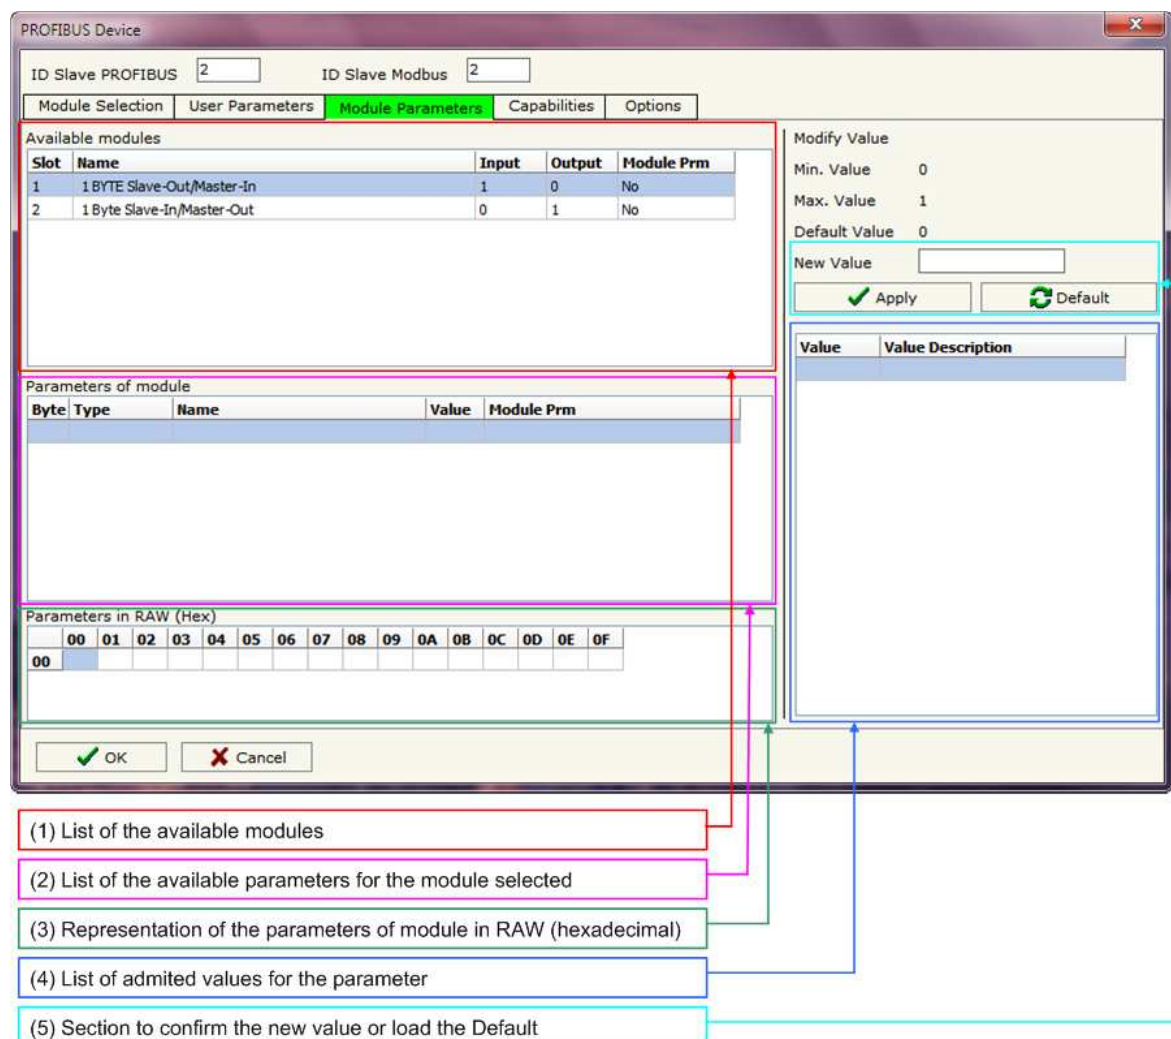 PROFIBUS Device
ID Slave PROFIBUS 2 ID Slave Modbus 2
Module Selection User Parameters Module Parameters Capabilities Options
Available modules
Slot Name Input Output Module Prm
1 1 BYTE Slave-Out/Master-In 1 0 No
2 1 Byte Slave-In/Master-Out 0 1 No
Modify Value
Min. Value 0
Max. Value 1
Default Value 0
New Value
Apply Default
Value Value Description
Parameters of module
Byte Type Name Value Module Prm
Parameters in RAW (Hex)
00 01 02 03 04 05 06 07 08 09 0A 0B 0C 0D 0E 0F
00
OK Cancel
(1) List of the available modules
(2) List of the available parameters for the module selected
(3) Representation of the parameters of module in RAW (hexadecimal)
(4) List of admited values for the parameter
(5) Section to confirm the new value or load the Default